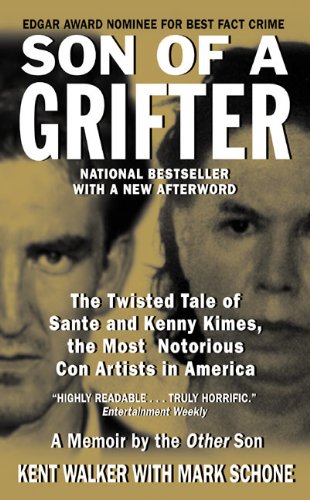 EDGAR AWARD NOMINEE FOR BEST FACT CRIME
SON OF A
GRIFTER
NATIONAL BESTSELLER
WITH A NEW AFTERWORD
The Twisted Tale of
Sante and Kenny Kimes,
the Most Notorious
Con Artists in America
"HIGHLY READABLE . . . TRULY HORRIFIC."
Entertainment Weekly
A Memoir by the Other Son
KENT WALKER WITH MARK SCHONE